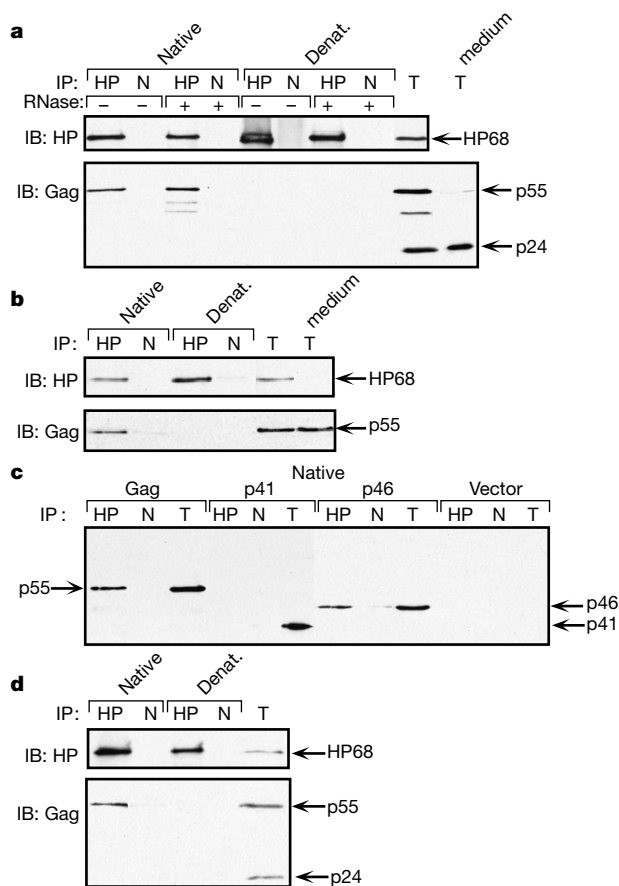 a
Native Denat. medium
IP: HP N HP N HP N HP N T T
RNase: – – + + – – + +
IB: HP HP68
IB: Gag p55
p24
b
Native Denat. medium
IP: HP N HP N T T
IB: HP HP68
IB: Gag p55
c
Native
Gag p41 p46 Vector
IP : HP N T HP N T HP N T HP N T
p55 p46
p41
d
Native Denat.
IP: HP N HP N T
IB: HP HP68
IB: Gag p55
p24